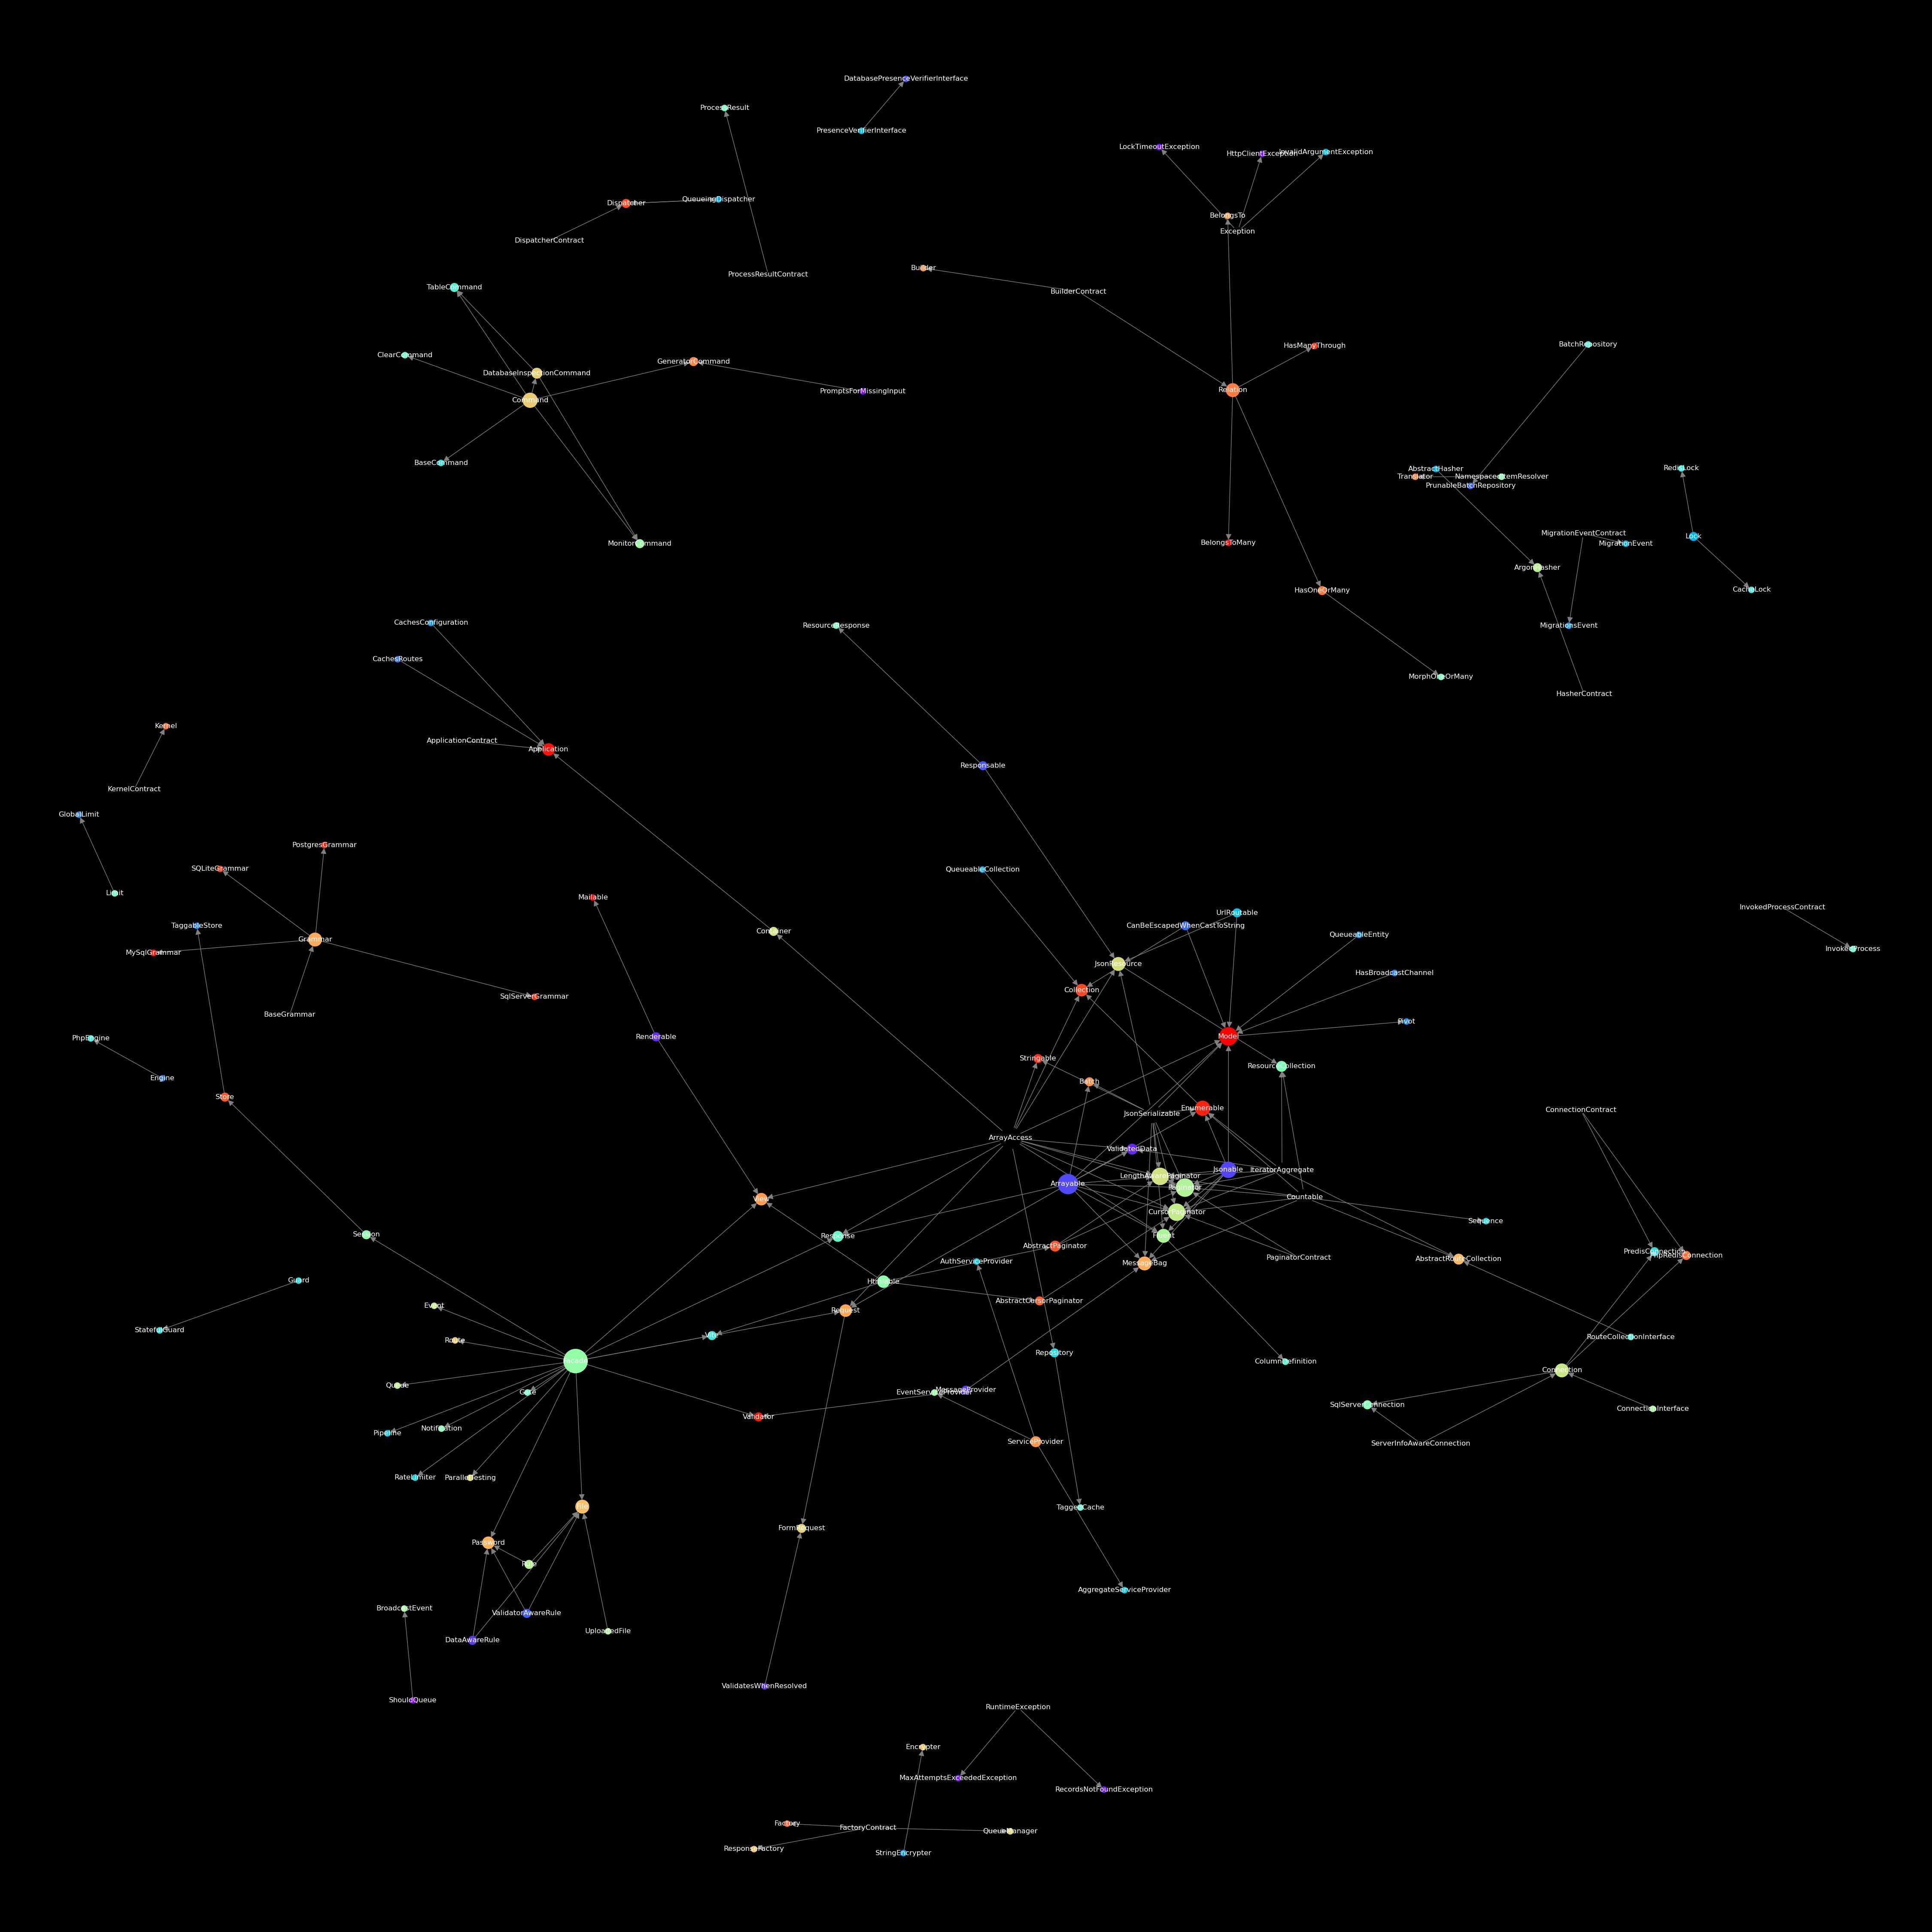 DatabasePresenceVerifierInterface
ProcessResult
PresenceVerifierInterface
LockTimeoutException
HttpClientException
InvalidArgumentException
Dispatcher
QueueingDispatcher
BelongsTo
Exception
DispatcherContract
ProcessResultContract
Builder
TableCommand
BuilderContract
BatchRepository
HasManyThrough
ClearCommand
GeneratorCommand
DatabaseInspectionCommand
PromptsForMissingInput
Relation
Command
BaseCommand
AbstractHasher
RedisLock
Translator
NamespacedItemResolver
PrunableBatchRepository
MigrationEventContract
Lock
MonitorCommand
BelongsToMany
MigrationEvent
ArgonHasher
HasOneOrMany
CacheLock
CachesConfiguration
ResourceResponse
MigrationsEvent
CachesRoutes
MorphOneOrMany
HasherContract
Kernel
ApplicationContract
Application
Responsable
KernelContract
GlobalLimit
PostgresGrammar
SQLiteGrammar
QueueableCollection
Limit
Mailable
InvokedProcessContract
UrlRoutable
TaggableStore
CanBeEscapedWhenCastToString
Container
QueueableEntity
Grammar
InvokedProcess
MySqlGrammar
JsonResource
HasBroadcastChannel
Collection
SqlServerGrammar
BaseGrammar
Pivot
PhpEngine
Renderable
Model
Stringable
ResourceCollection
Engine
Batch
Store
Enumerable
ConnectionContract
JsonSerializable
ArrayAccess
ValidatedData
Jsonable
IteratorAggregate
LengthAwarePaginator
Arrayable
Paginator
Countable
View
CursorPaginator
Sequence
Session
Response
Fluent
AbstractPaginator
PredisConnection
PhpRedisConnection
PaginatorContract
AbstractRouteCollection
AuthServiceProvider
MessageBag
Guard
Htmlable
AbstractCursorPaginator
Event
Request
StatefulGuard
Vite
RouteCollectionInterface
Route
Repository
Facade
ColumnDefinition
Connection
Queue
Gate
EventServiceProvider
MessageProvider
SqlServerConnection
ConnectionInterface
Validator
Notification
Pipeline
ServiceProvider
ServerInfoAwareConnection
RateLimiter
ParallelTesting
File
TaggedCache
FormRequest
Password
Rule
AggregateServiceProvider
BroadcastEvent
ValidatorAwareRule
UploadedFile
DataAwareRule
ValidatesWhenResolved
ShouldQueue
RuntimeException
Encrypter
MaxAttemptsExceededException
RecordsNotFoundException
Factory
FactoryContract
QueueManager
ResponseFactory
StringEncrypter